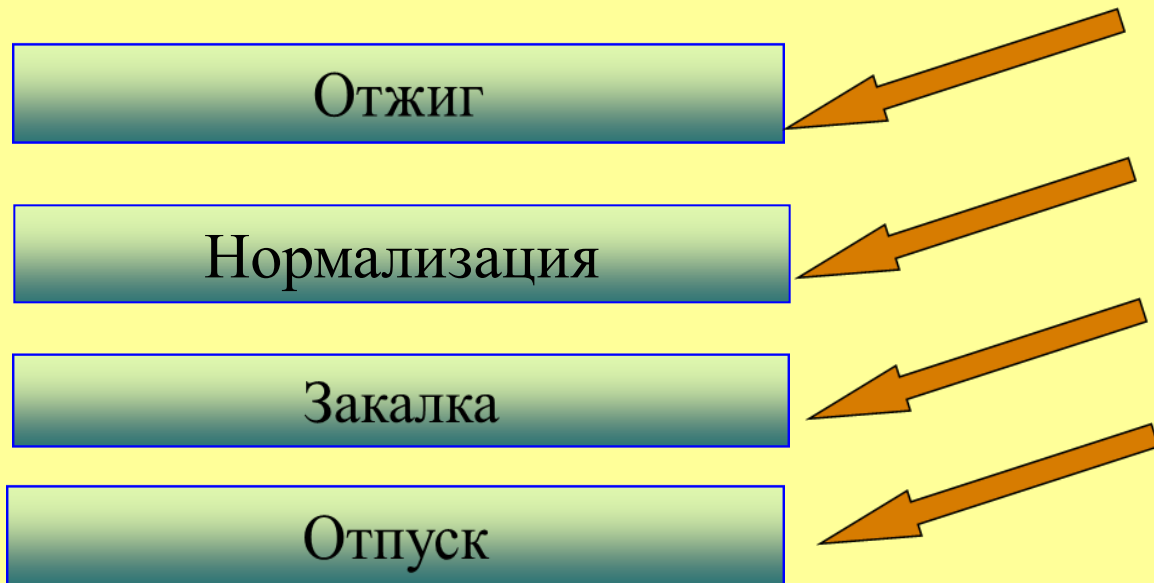 Отжиг
Нормализация
Закалка
Отпуск